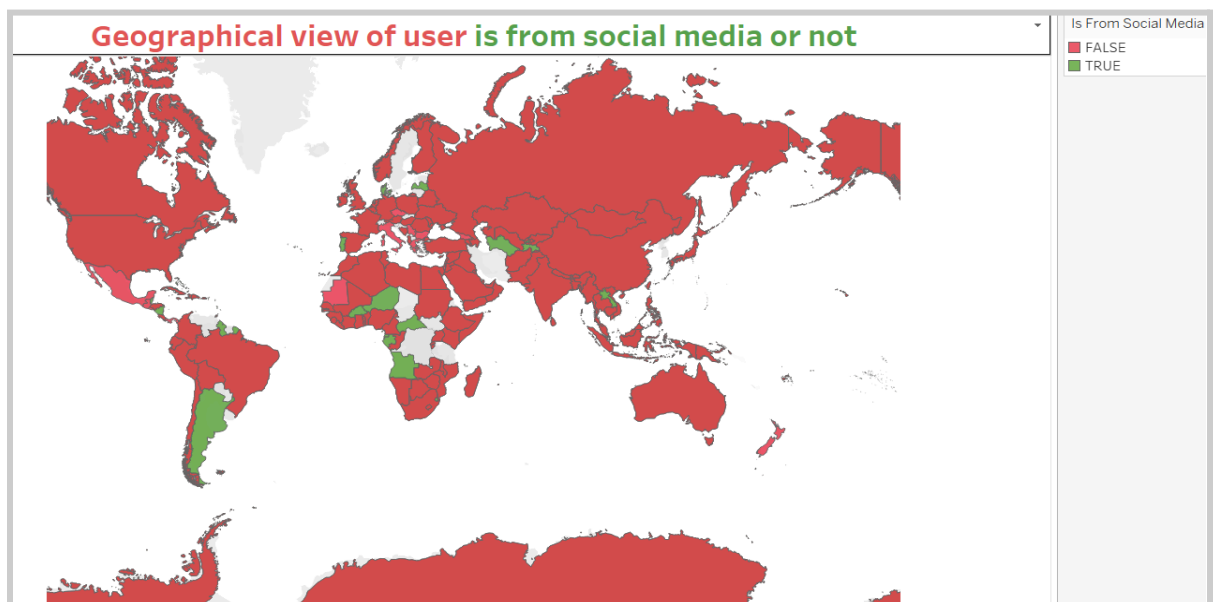 Geographical view of user is from social media or not
Is From Social Media
FALSE
TRUE